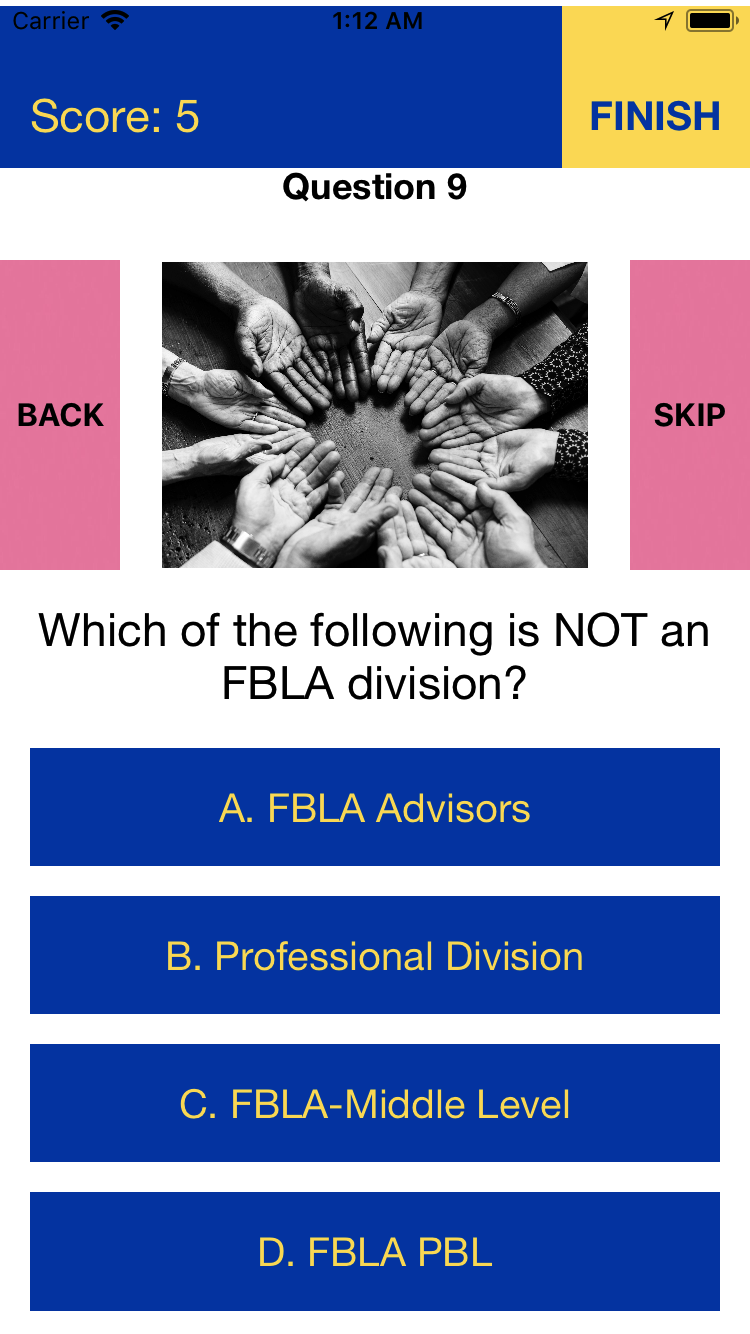 Carrier 1:12 AM
Score: 5 FINISH
Question 9
BACK
SKIP
Which of the following is NOT an
FBLA division?
A. FBLA Advisors
B. Professional Division
C. FBLA-Middle Level
D. FBLA PBL